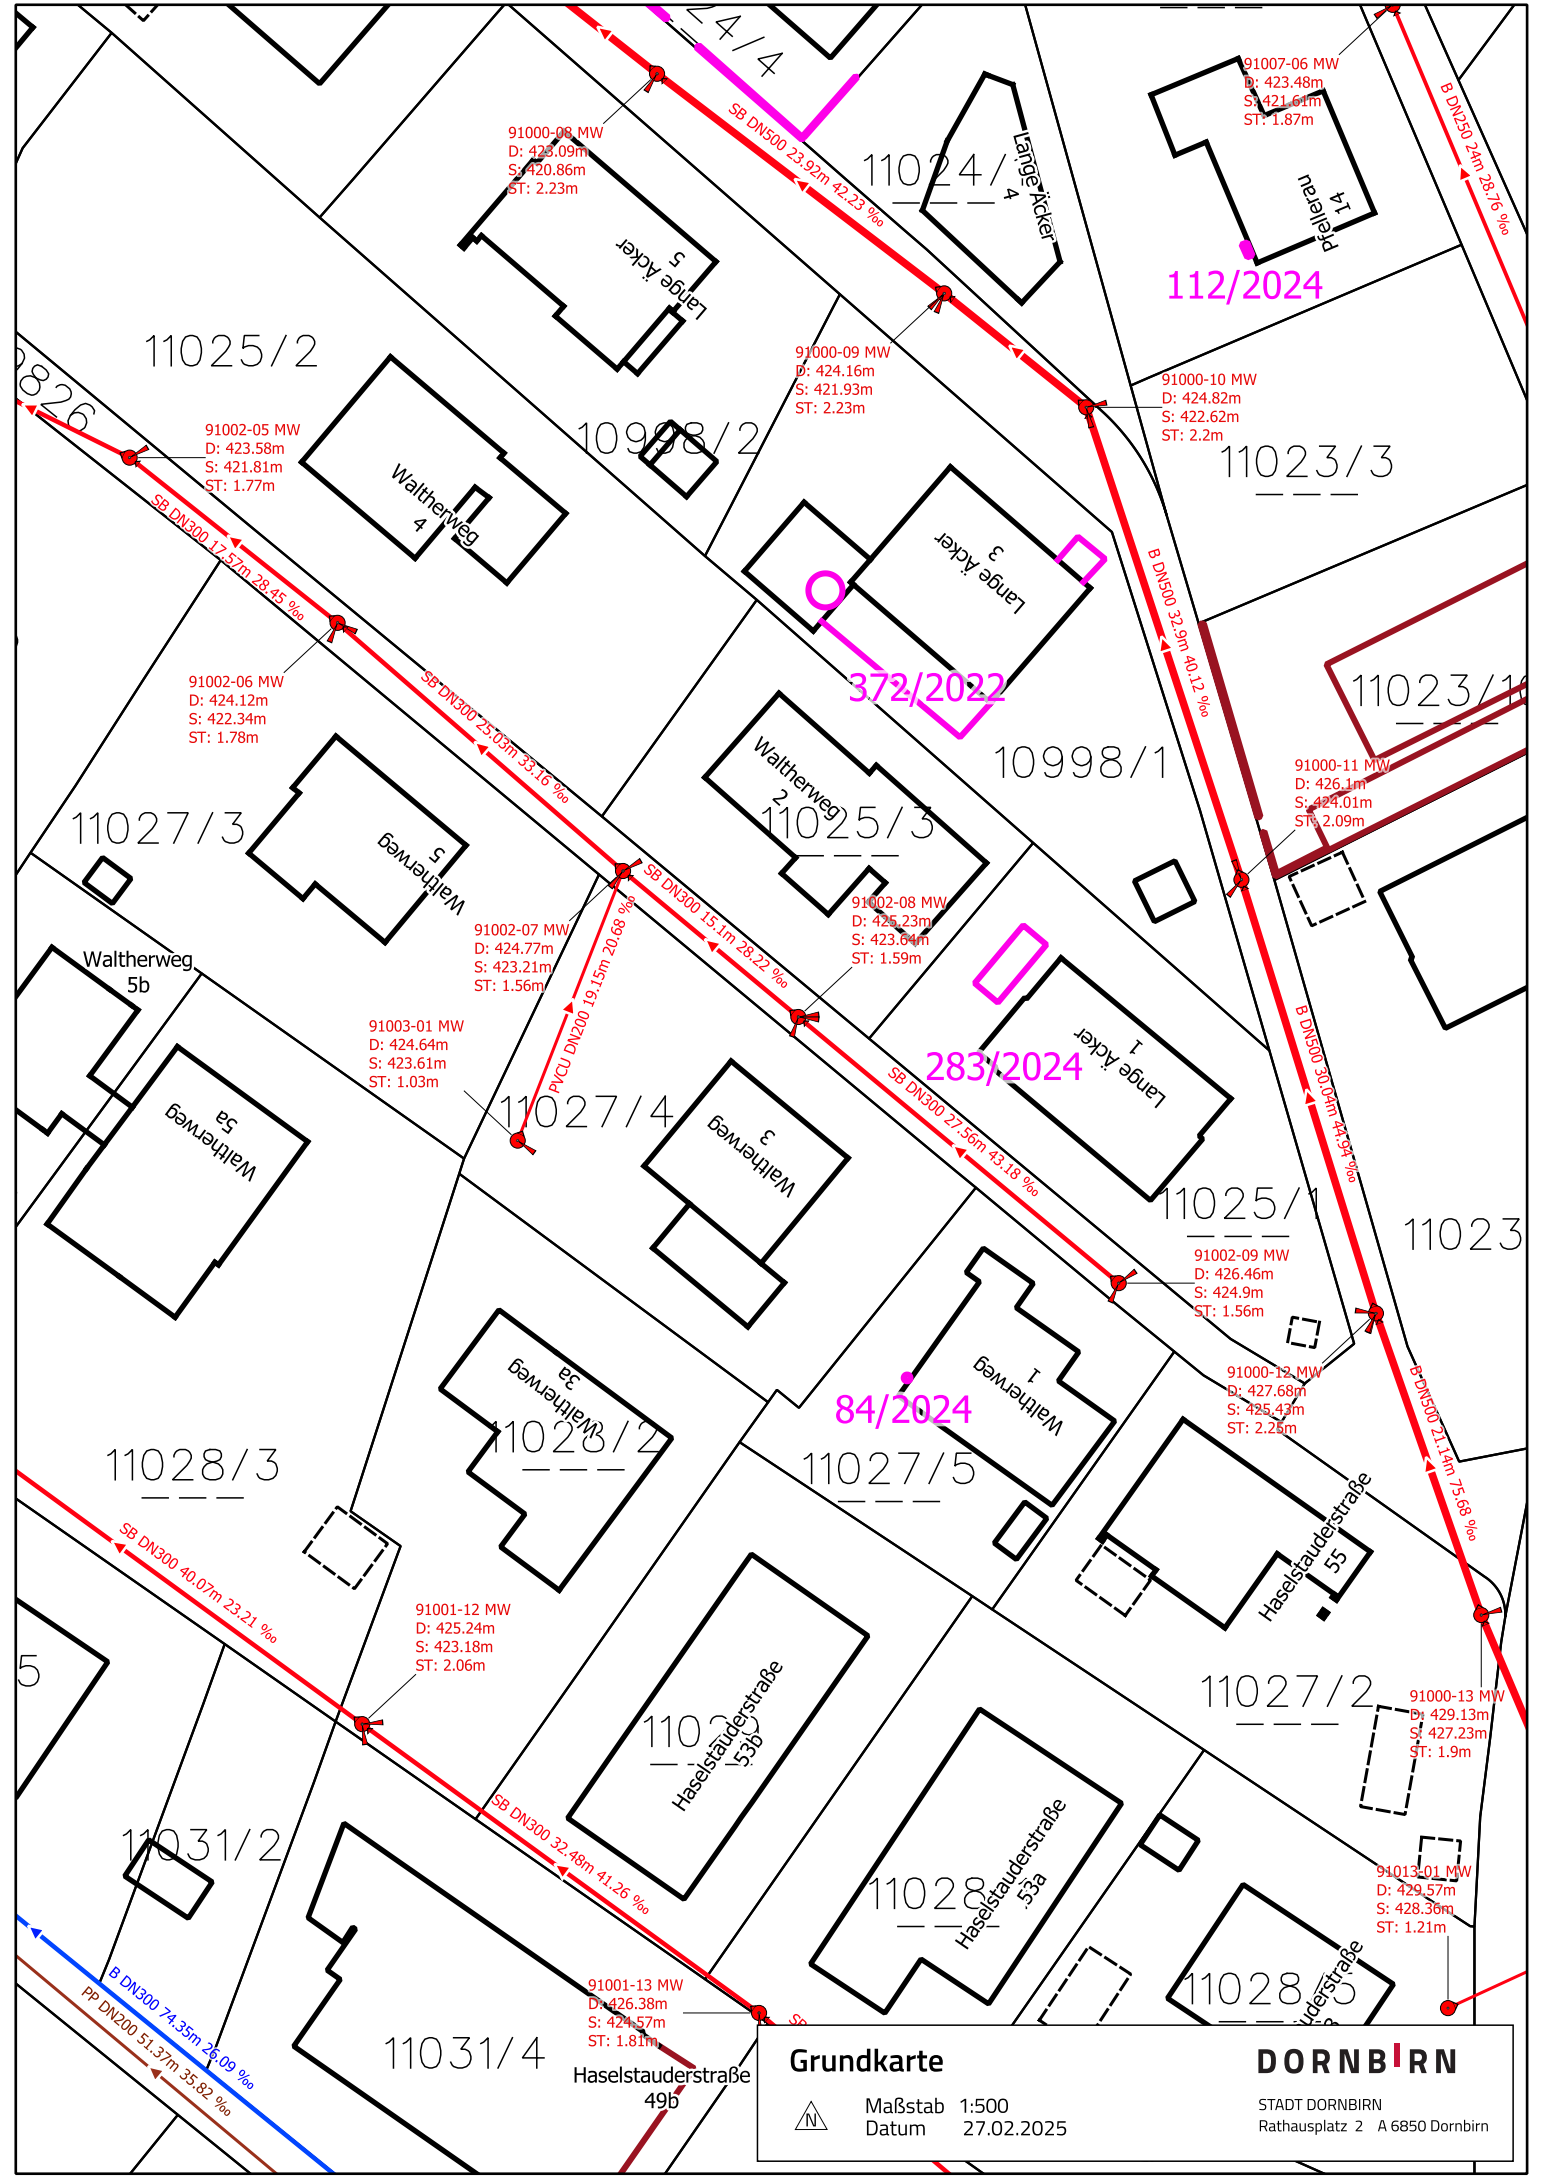 24/4
91007-06 MW
D: 423.48m
S: 421.61m
ST: 1.87m
B DN250 24m 28.76 ‰
91000-08 MW
D: 423.09m
S: 420.86m
ST: 2.23m
SB DN500 23.92m 42.23 ‰
11024/
Lange Äcker
4
Pfellerau
14
112/2024
Lange Äcker
5
11025/2
9826
91000-09 MW
D: 424.16m
S: 421.93m
ST: 2.23m
91000-10 MW
D: 424.82m
S: 422.62m
ST: 2.2m
91002-05 MW
D: 423.58m
S: 421.81m
ST: 1.77m
10998/2
11023/3
Waltherweg
4
SB DN300 17.57m 28.45 ‰
Lange Äcker
3
B DN500 32.9m 40.12 ‰
91002-06 MW
D: 424.12m
S: 422.34m
ST: 1.78m
SB DN300 25.03m 33.16 ‰
372/2022
11023/10
10998/1
91000-11 MW
D: 426.1m
S: 424.01m
ST: 2.09m
Waltherweg
2
11025/3
11027/3
Waltherweg
5
SB DN300 15.1m 28.22 ‰
91002-08 MW
D: 425.23m
S: 423.64m
ST: 1.59m
91002-07 MW
D: 424.77m
S: 423.21m
ST: 1.56m
Waltherweg
5b
PVCU DN200 19.15m 20.68 ‰
91003-01 MW
D: 424.64m
S: 423.61m
ST: 1.03m
283/2024
Lange Äcker
1
B DN500 30.04m 44.94 ‰
11027/4
Waltherweg
5a
Waltherweg
3
SB DN300 27.56m 43.18 ‰
11025/1
11023
91002-09 MW
D: 426.46m
S: 424.9m
ST: 1.56m
Waltherweg
3a
Waltherweg
1
84/2024
91000-12 MW
D: 427.68m
S: 425.43m
ST: 2.25m
B DN500 21.14m 75.68 ‰
11028/2
11028/3
11027/5
SB DN300 40.07m 23.21 ‰
Haselstauderstraße
55
91001-12 MW
D: 425.24m
S: 423.18m
ST: 2.06m
5
11027/2
91000-13 MW
D: 429.13m
S: 427.23m
ST: 1.9m
Haselstauderstraße
53b
SB DN300 32.48m 41.26 ‰
11031/2
Haselstauderstraße
53a
11028
91013-01 MW
D: 429.57m
S: 428.36m
ST: 1.21m
B DN300 74.35m 26.09 ‰
PP DN200 51.37m 35.82 ‰
91001-13 MW
D: 426.38m
S: 424.57m
ST: 1.81m
11028/5
11031/4
Haselstauderstraße
49b
Grundkarte
DORNBIRN
N
Maßstab 1:500
Datum 27.02.2025
STADT DORNBIRN
Rathausplatz 2 A 6850 Dornbirn